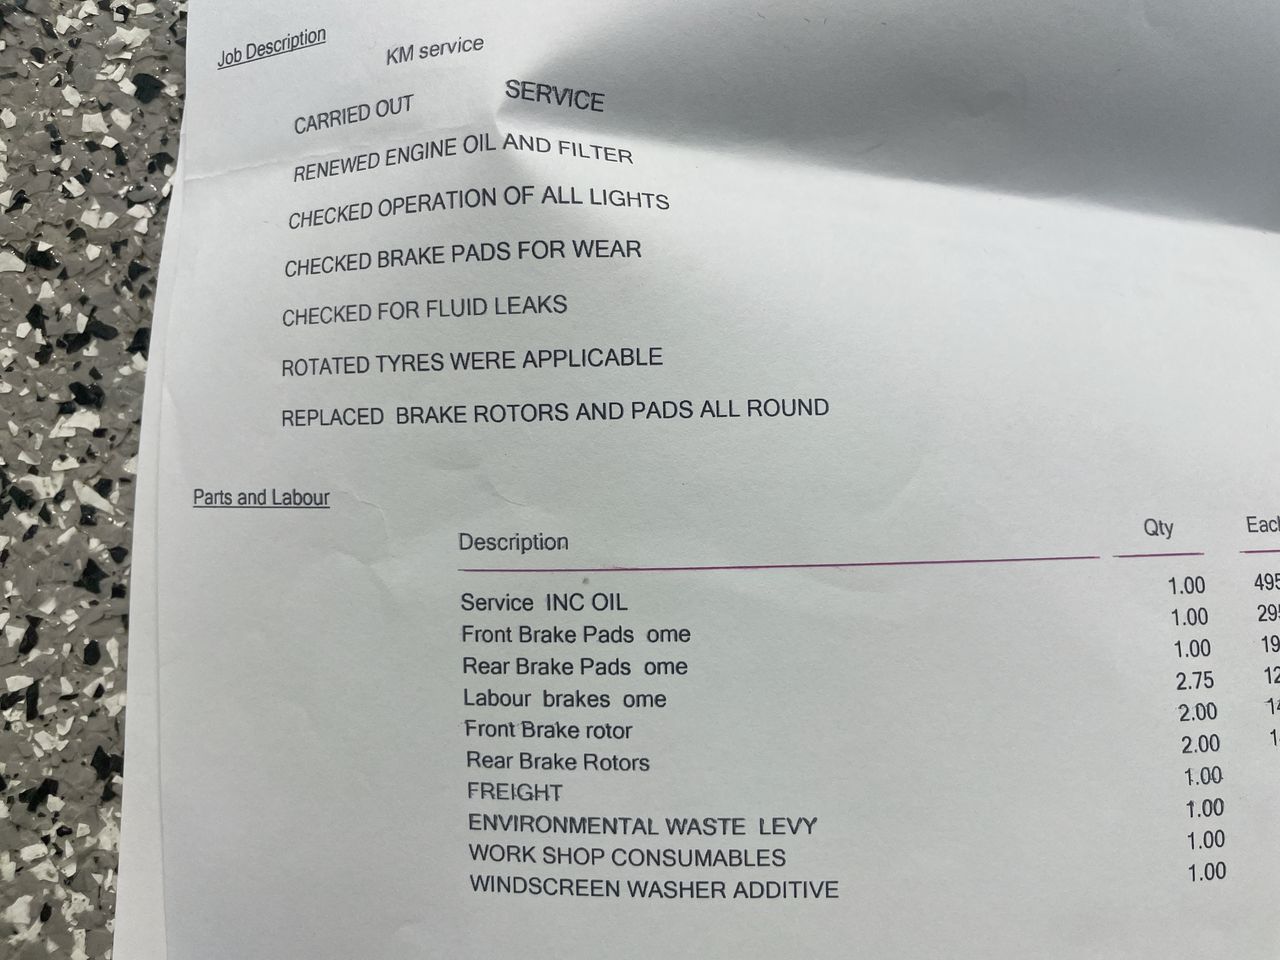 Job Description
KM service
CARRIED OUT SERVICE
RENEWED ENGINE OIL AND FILTER
CHECKED OPERATION OF ALL LIGHTS
CHECKED BRAKE PADS FOR WEAR
CHECKED FOR FLUID LEAKS
ROTATED TYRES WERE APPLICABLE
REPLACED BRAKE ROTORS AND PADS ALL ROUND
Parts and Labour
Description Qty
Service INC OIL 1.00
Front Brake Pads ome 1.00
Rear Brake Pads ome 1.00
Labour brakes ome 2.75
Front Brake rotor 2.00
Rear Brake Rotors 2.00
FREIGHT 1.00
ENVIRONMENTAL WASTE LEVY 1.00
WORK SHOP CONSUMABLES 1.00
WINDSCREEN WASHER ADDITIVE 1.00